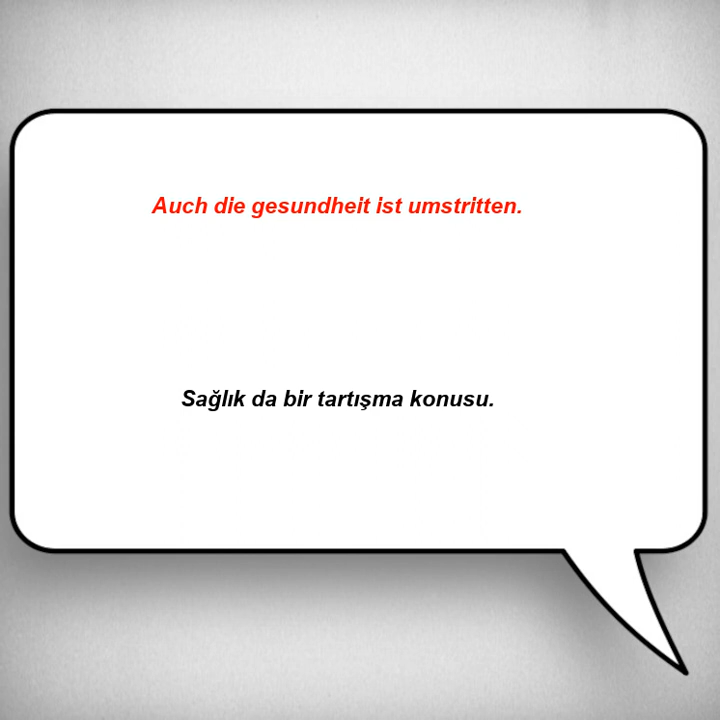 Auch die gesundheit ist umstritten.
Sağlık da bir tartışma konusu.